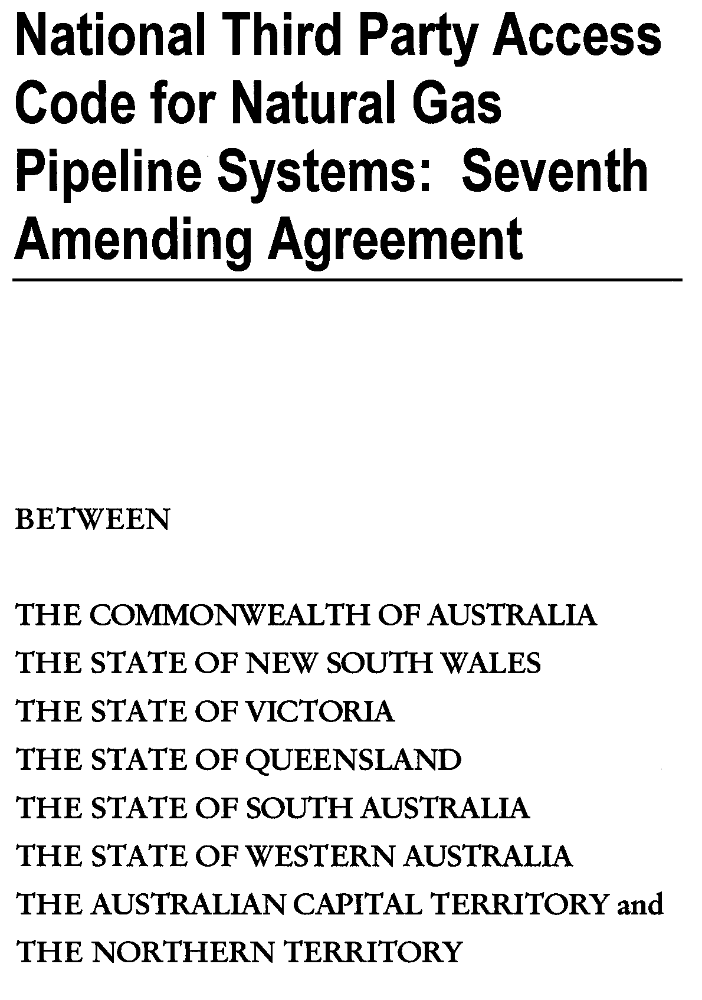 National Third Party Access
Code for Natural Gas
Pipeline Systems: Seventh
Amending Agreement
BETWEEN
THE COMMONWEALTH OF AUSTRALIA
THE STATE OF NEW SOUTH WALES
THE STATE OF VICTORIA
THE STATE OF QUEENSLAND
THE STATE OF SOUTH AUSTRALIA
THE STATE OF WESTERN AUSTRALIA
THE AUSTRALIAN CAPITAL TERRITORY and
THE NORTHERN TERRITORY